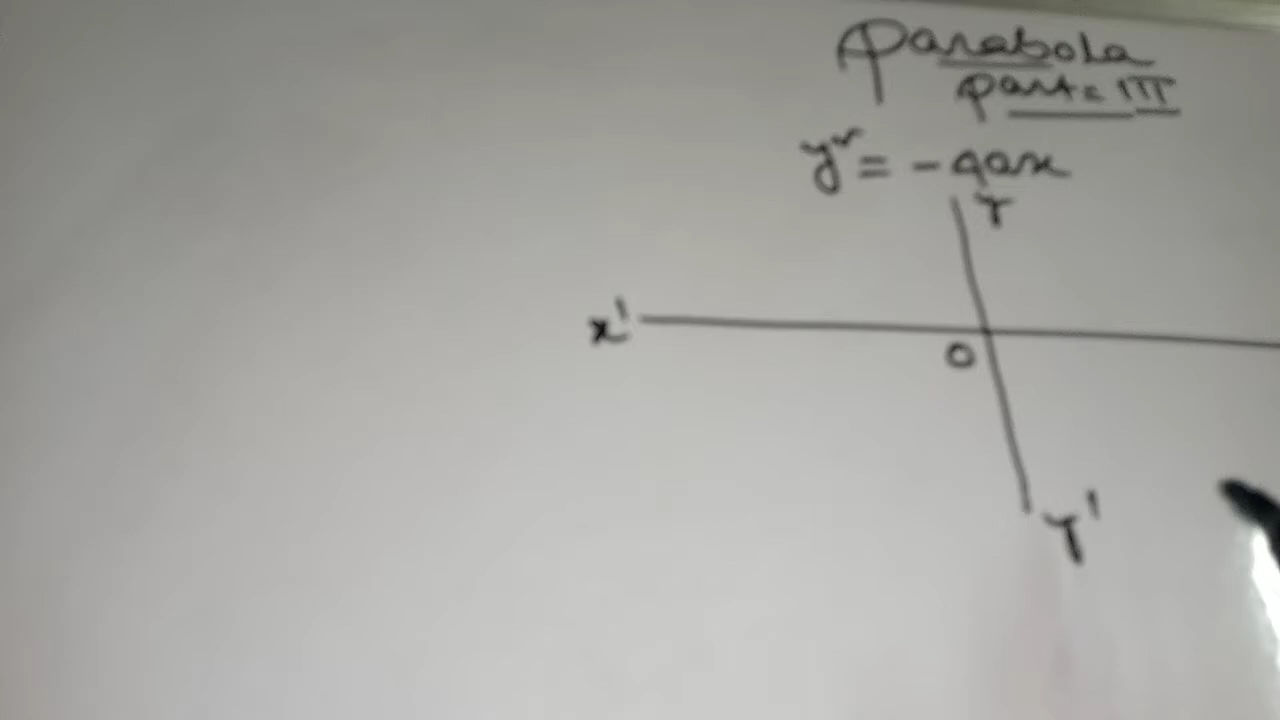 Parabola
Part = III
y² = - 4ax
Y
x'
O
Y'